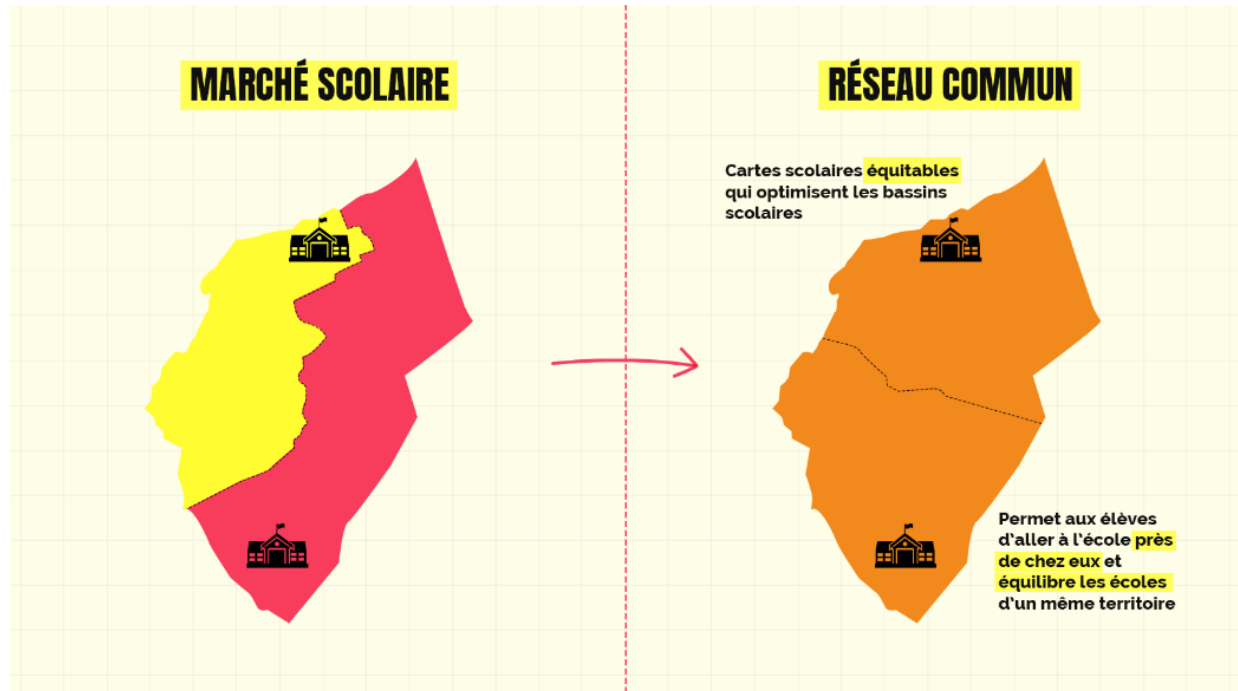 MARCHÉ SCOLAIRE
RÉSEAU COMMUN
Cartes scolaires équitables
qui optimisent les bassins
scolaires
Permet aux élèves
d'aller à l'école près
de chez eux et
équilibre les écoles
d'un même territoire